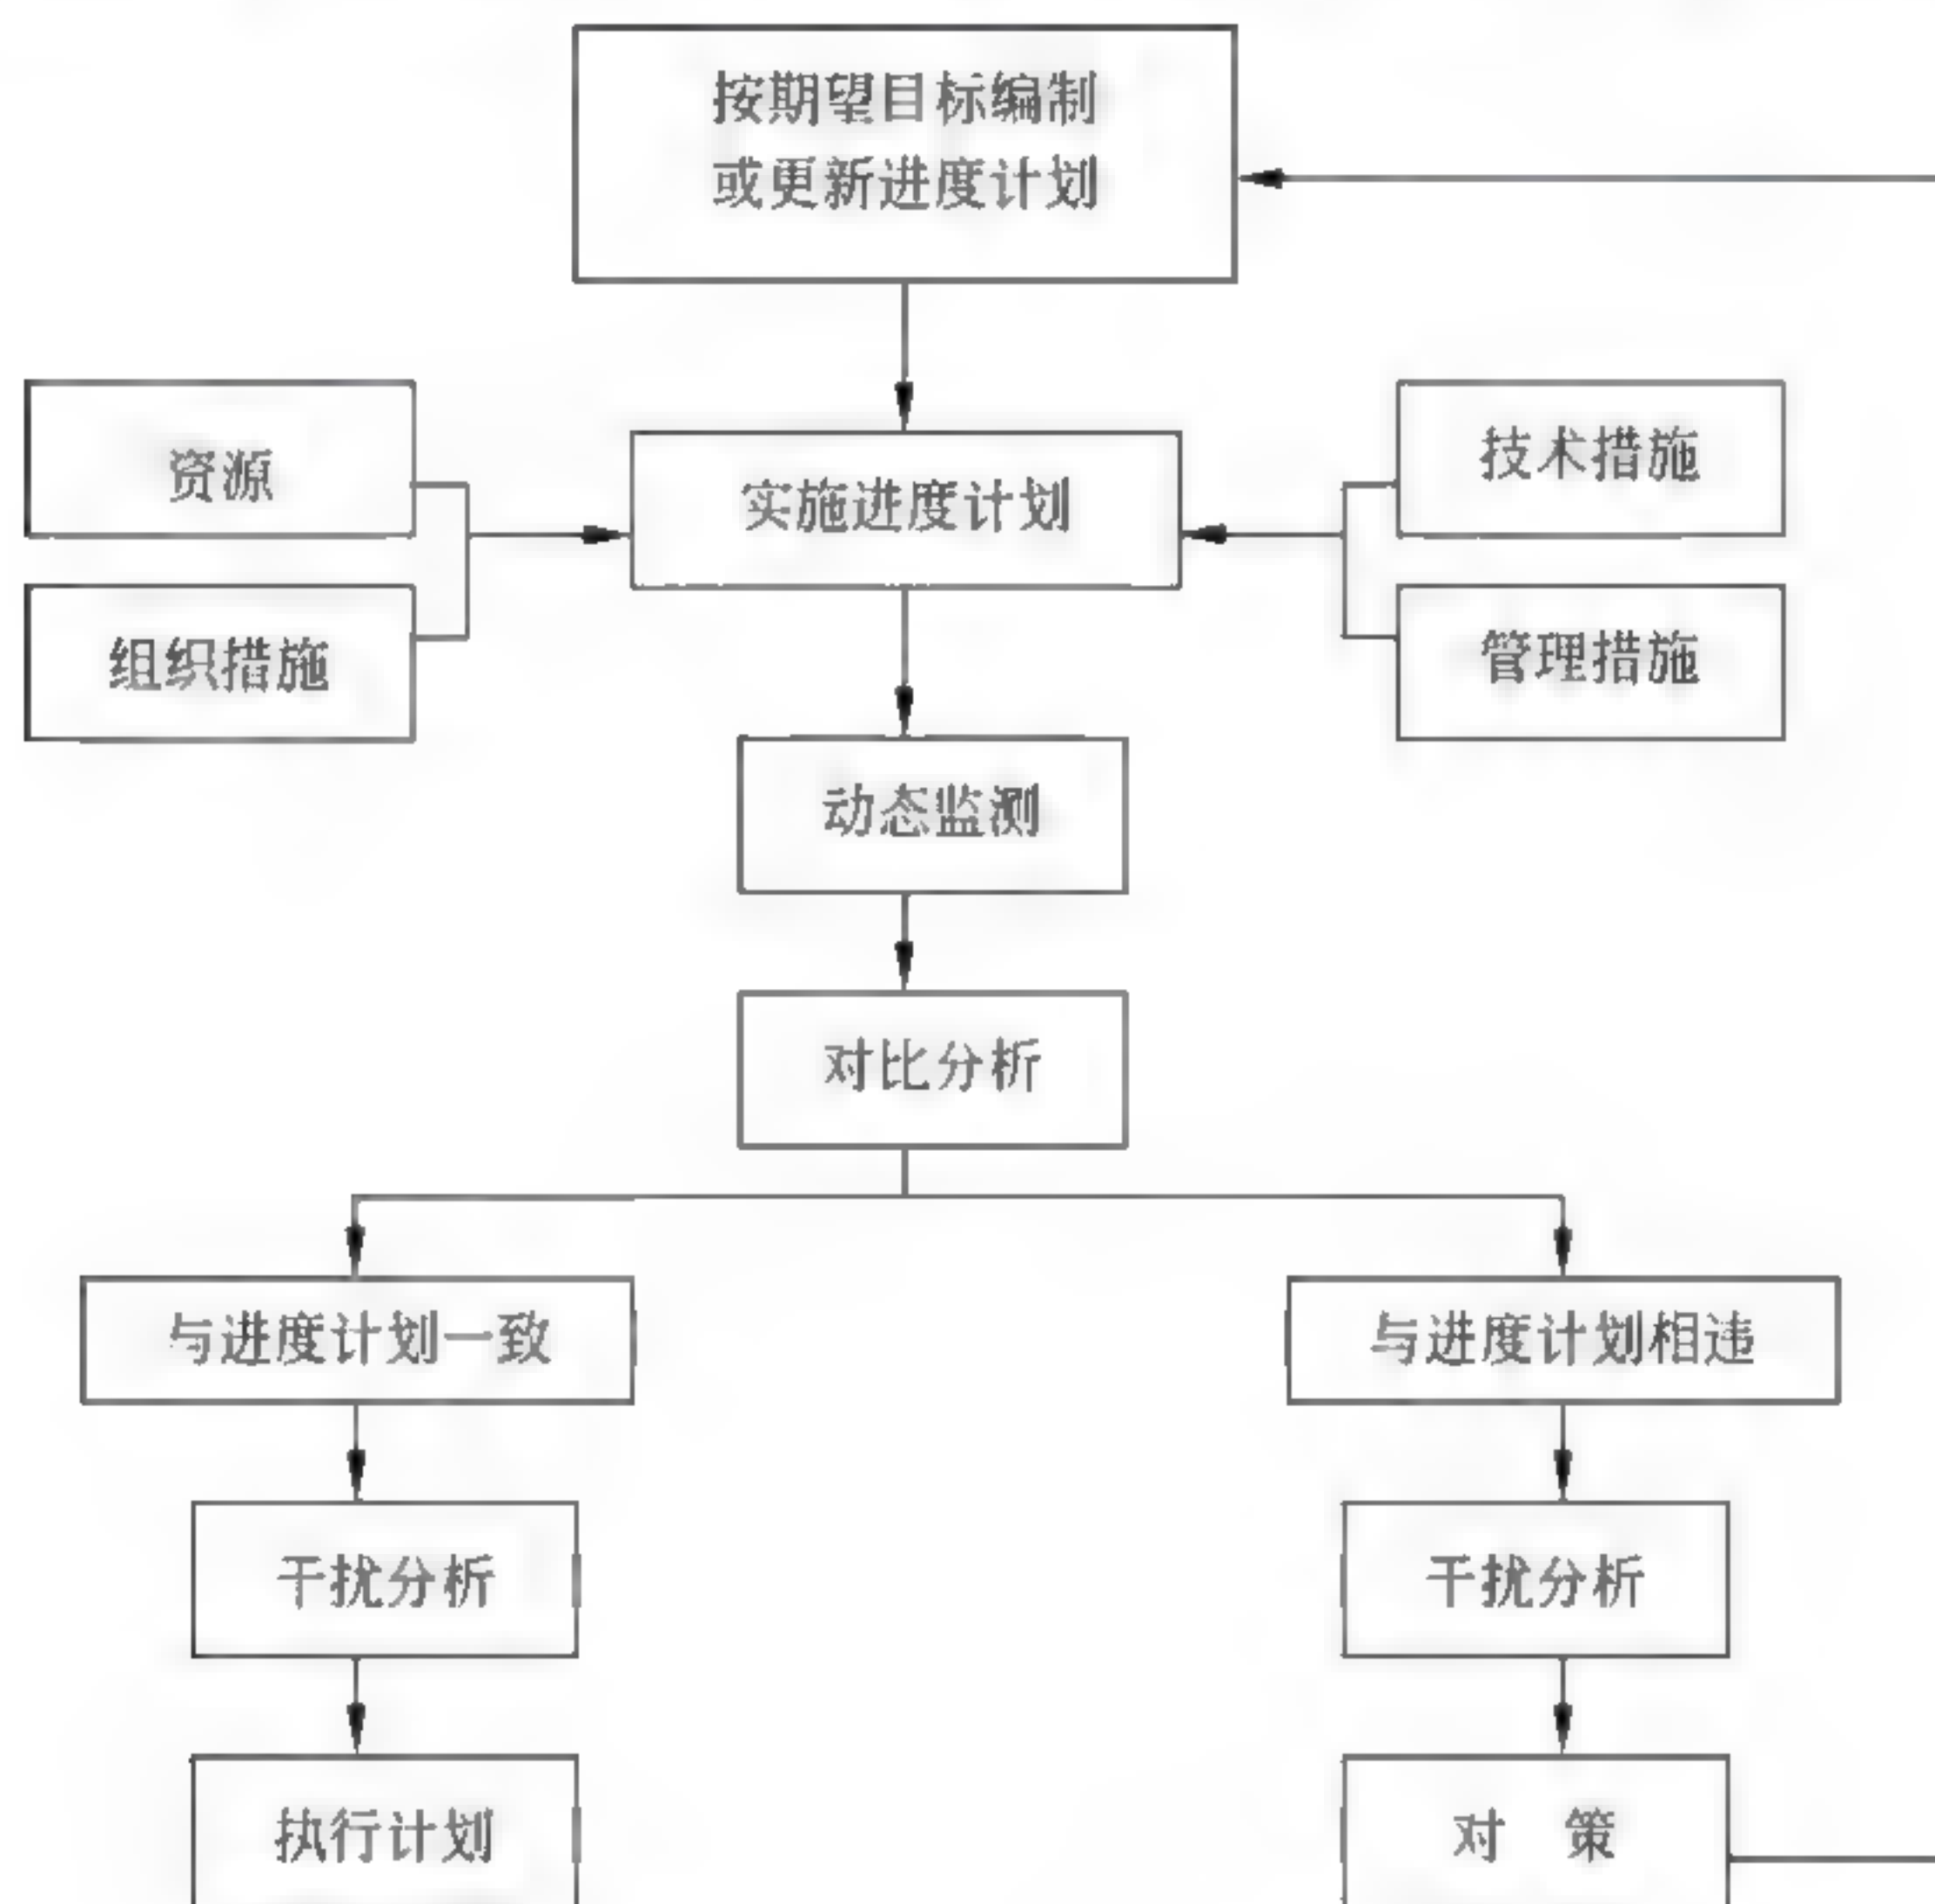 按期望目标编制
或更新进度计划
资源
实施进度计划
技术措施
组织措施
管理措施
动态监测
对比分析
与进度计划一致
与进度计划相违
干扰分析
干扰分析
执行计划
对 策